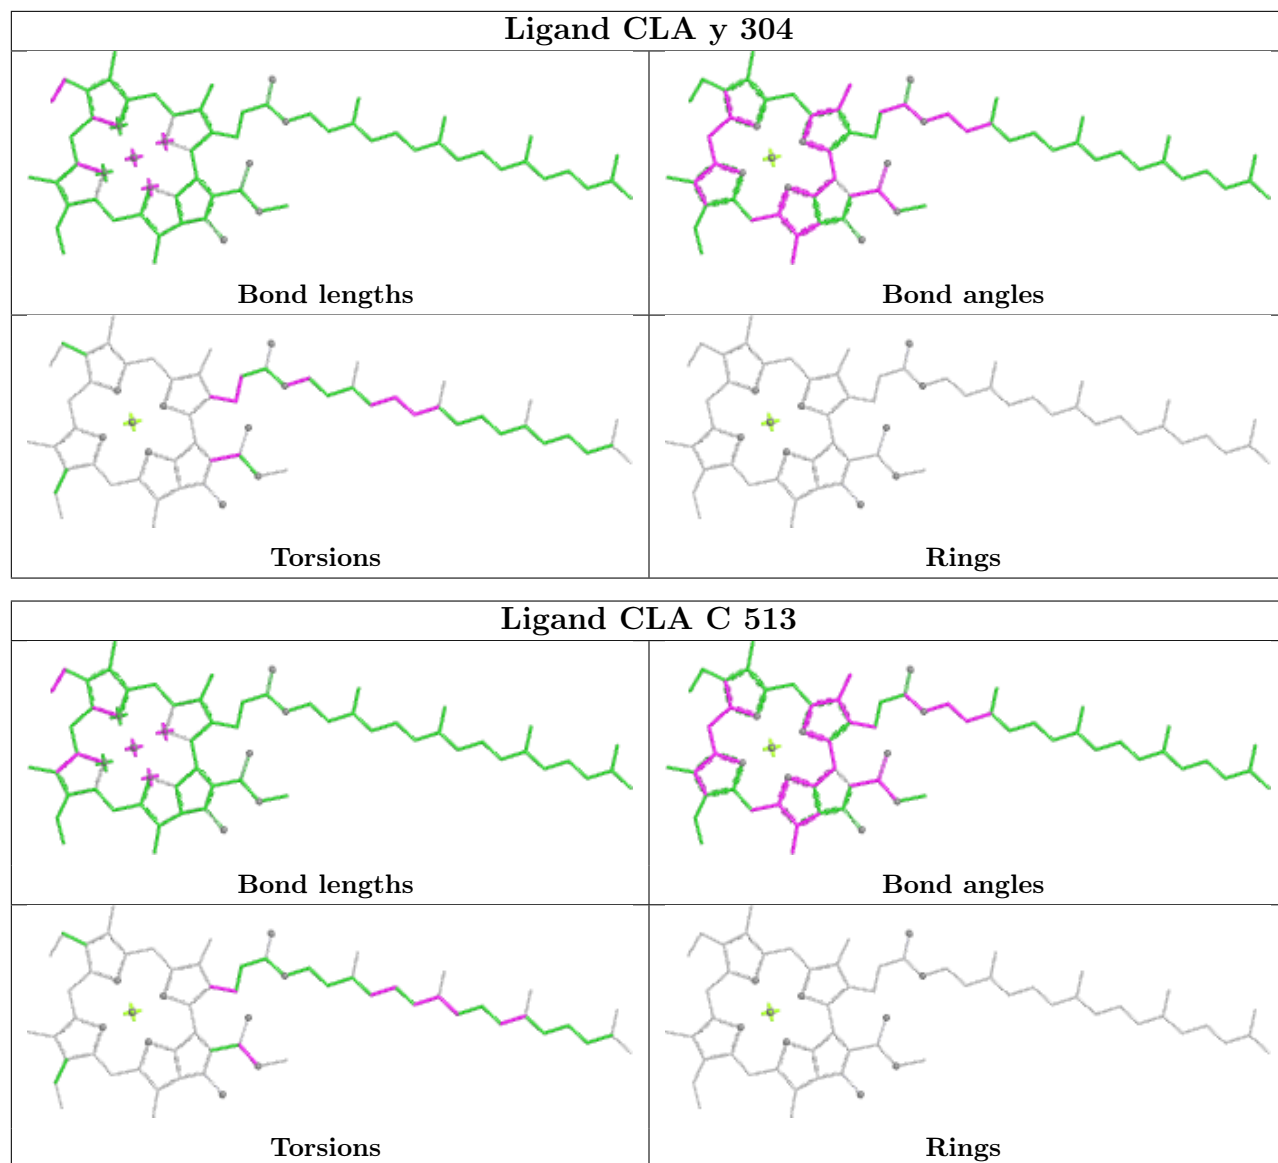 Ligand CLA y 304
Bond lengths
Bond angles
Torsions
Rings
Ligand CLA C 513
Bond lengths
Bond angles
Torsions
Rings